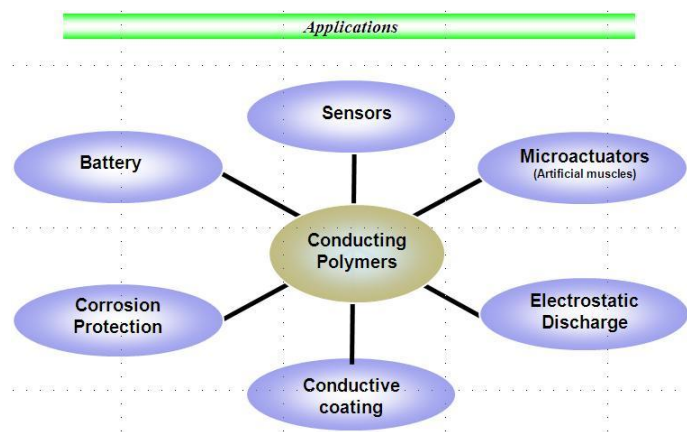 Applications
Sensors
Battery
Microactuators
(Artificial muscles)
Conducting
Polymers
Corrosion
Protection
Electrostatic
Discharge
Conductive
coating